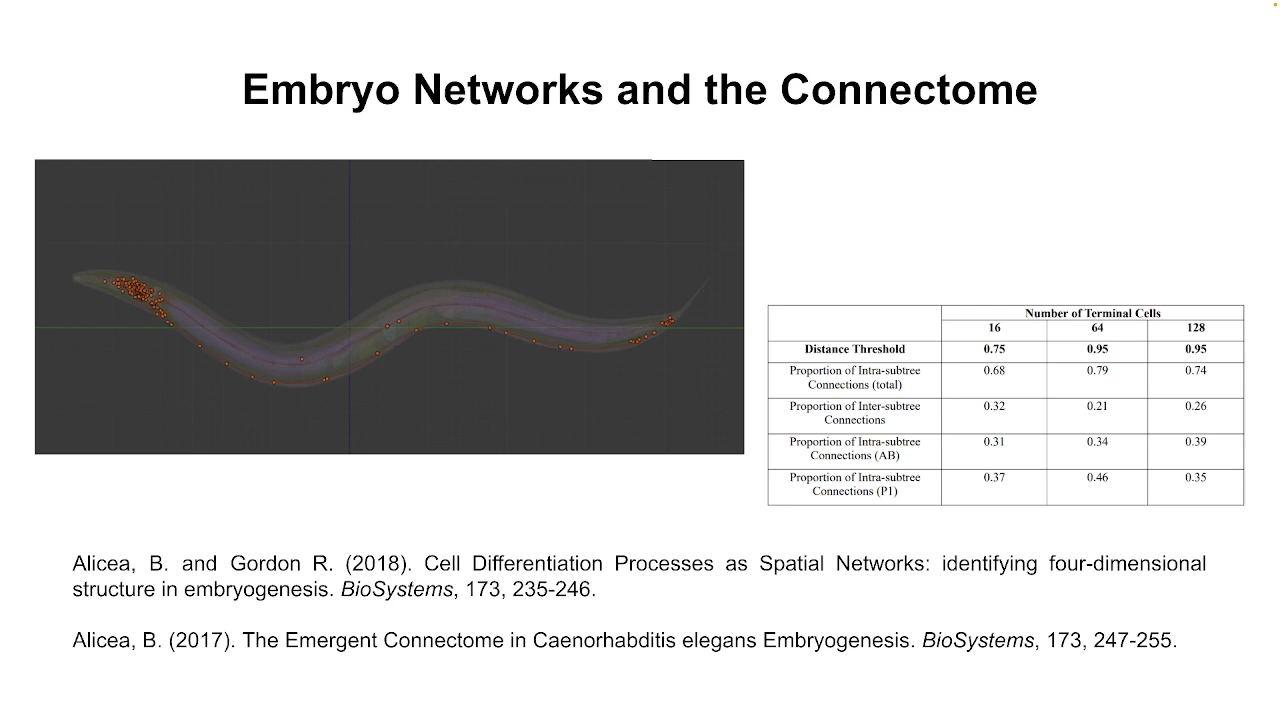 Embryo Networks and the Connectome
Number of Terminal Cells
16 64 128
Distance Threshold 0.75 0.95 0.95
Proportion of Intra-subtree
Connections (total) 0.68 0.79 0.74
Proportion of Inter-subtree
Connections 0.32 0.21 0.26
Proportion of Intra-subtree
Connections (AB) 0.31 0.34 0.39
Proportion of Intra-subtree
Connections (P1) 0.37 0.46 0.35
Alicea, B. and Gordon R. (2018). Cell Differentiation Processes as Spatial Networks: identifying four-dimensional
structure in embryogenesis. BioSystems, 173, 235-246.
Alicea, B. (2017). The Emergent Connectome in Caenorhabditis elegans Embryogenesis. BioSystems, 173, 247-255.